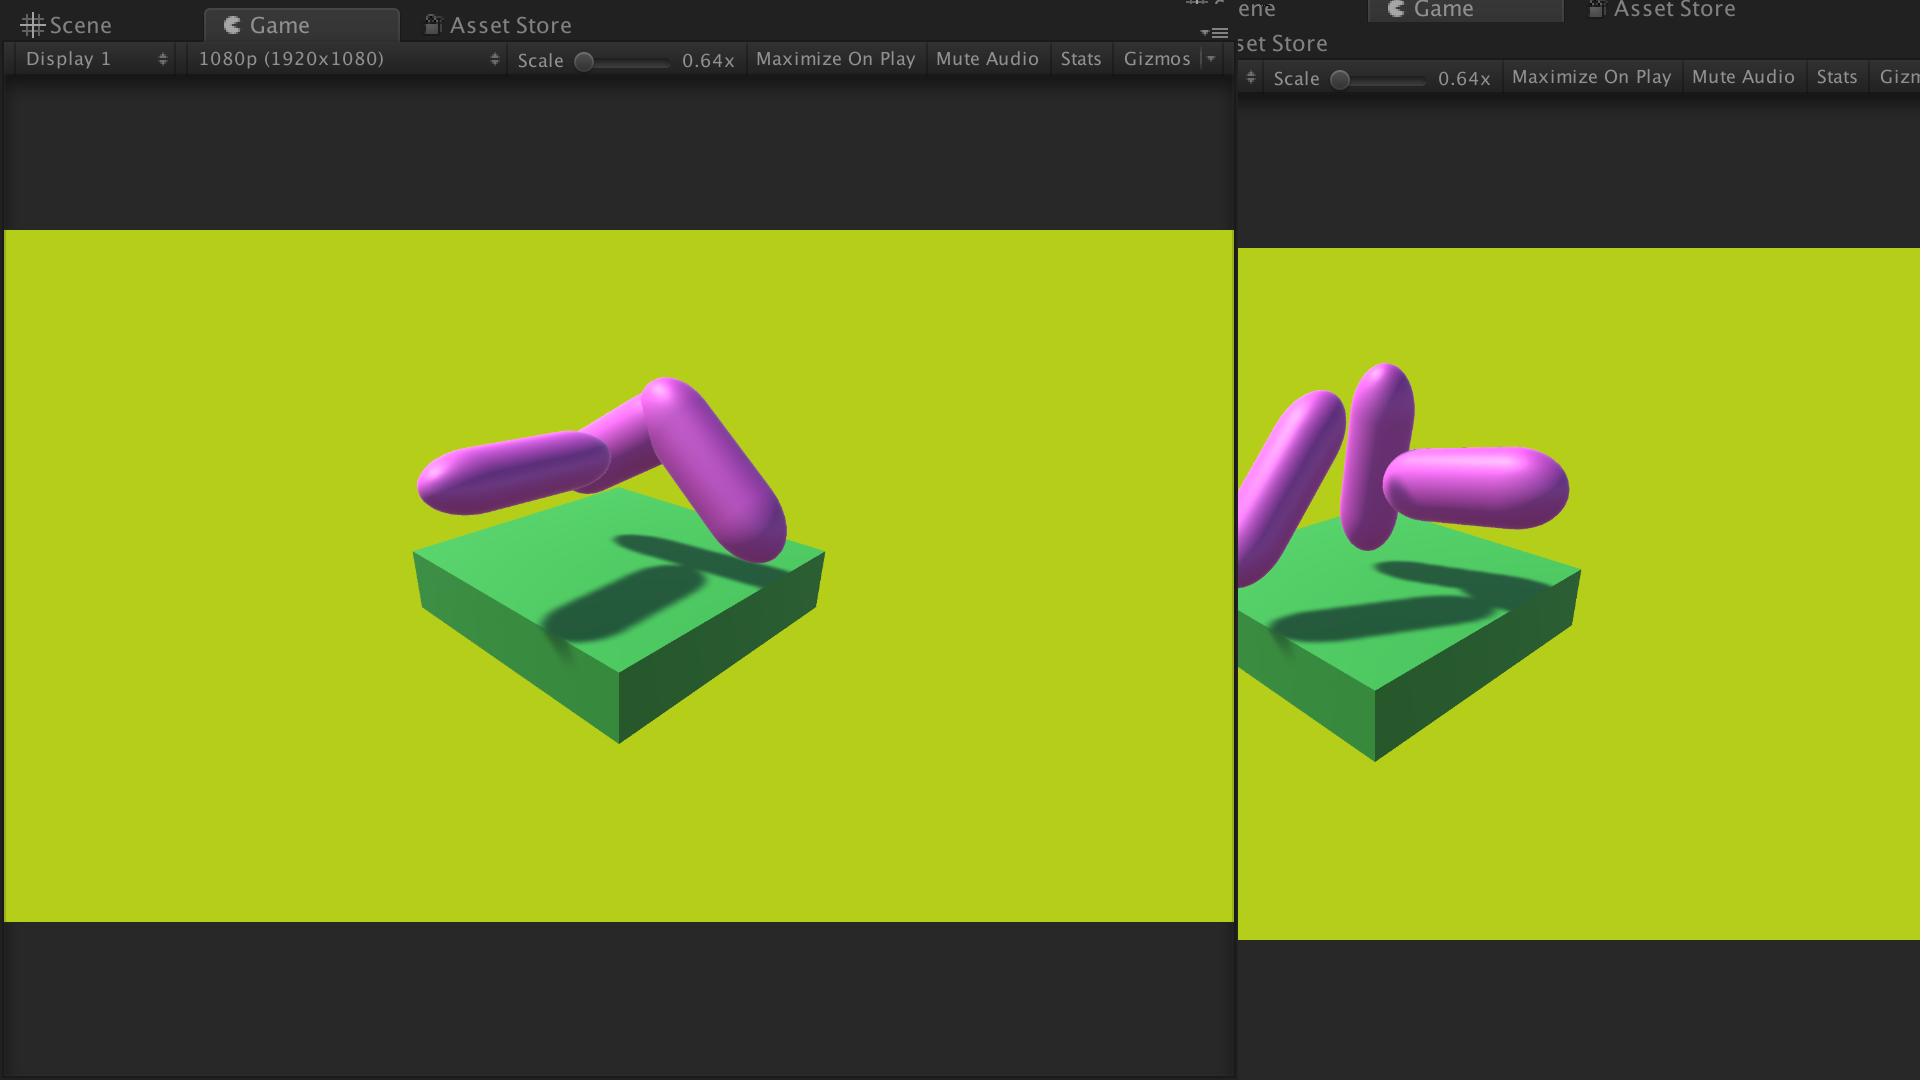 Scene Game Asset Store
Display 1 1080p (1920x1080) Scale 0.64x Maximize On Play Mute Audio Stats Gizmos
ene Game Asset Store
set Store
Scale 0.64x Maximize On Play Mute Audio Stats Gizm